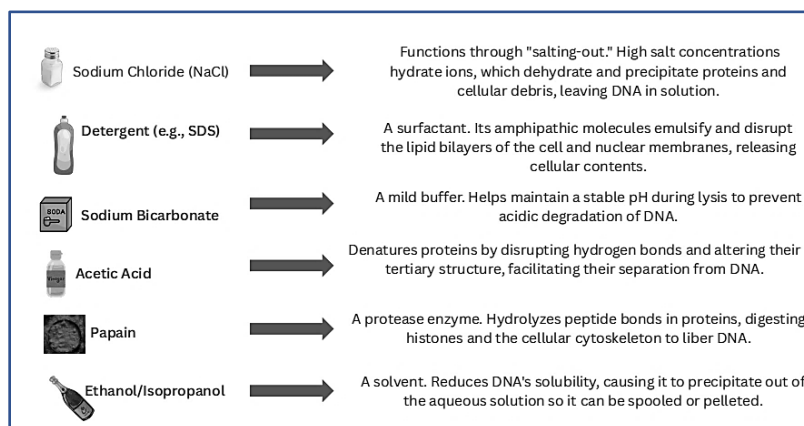 Sodium Chloride (NaCl)
Functions through "salting-out." High salt concentrations
hydrate ions, which dehydrate and precipitate proteins and
cellular debris, leaving DNA in solution.
Detergent (e.g., SDS)
A surfactant. Its amphipathic molecules emulsify and disrupt
the lipid bilayers of the cell and nuclear membranes, releasing
cellular contents.
SODA
Sodium Bicarbonate
A mild buffer. Helps maintain a stable pH during lysis to prevent
acidic degradation of DNA.
Vinegar
Acetic Acid
Denatures proteins by disrupting hydrogen bonds and altering their
tertiary structure, facilitating their separation from DNA.
Papain
A protease enzyme. Hydrolyzes peptide bonds in proteins, digesting
histones and the cellular cytoskeleton to liber DNA.
Ethanol/Isopropanol
A solvent. Reduces DNA's solubility, causing it to precipitate out of
the aqueous solution so it can be spooled or pelleted.